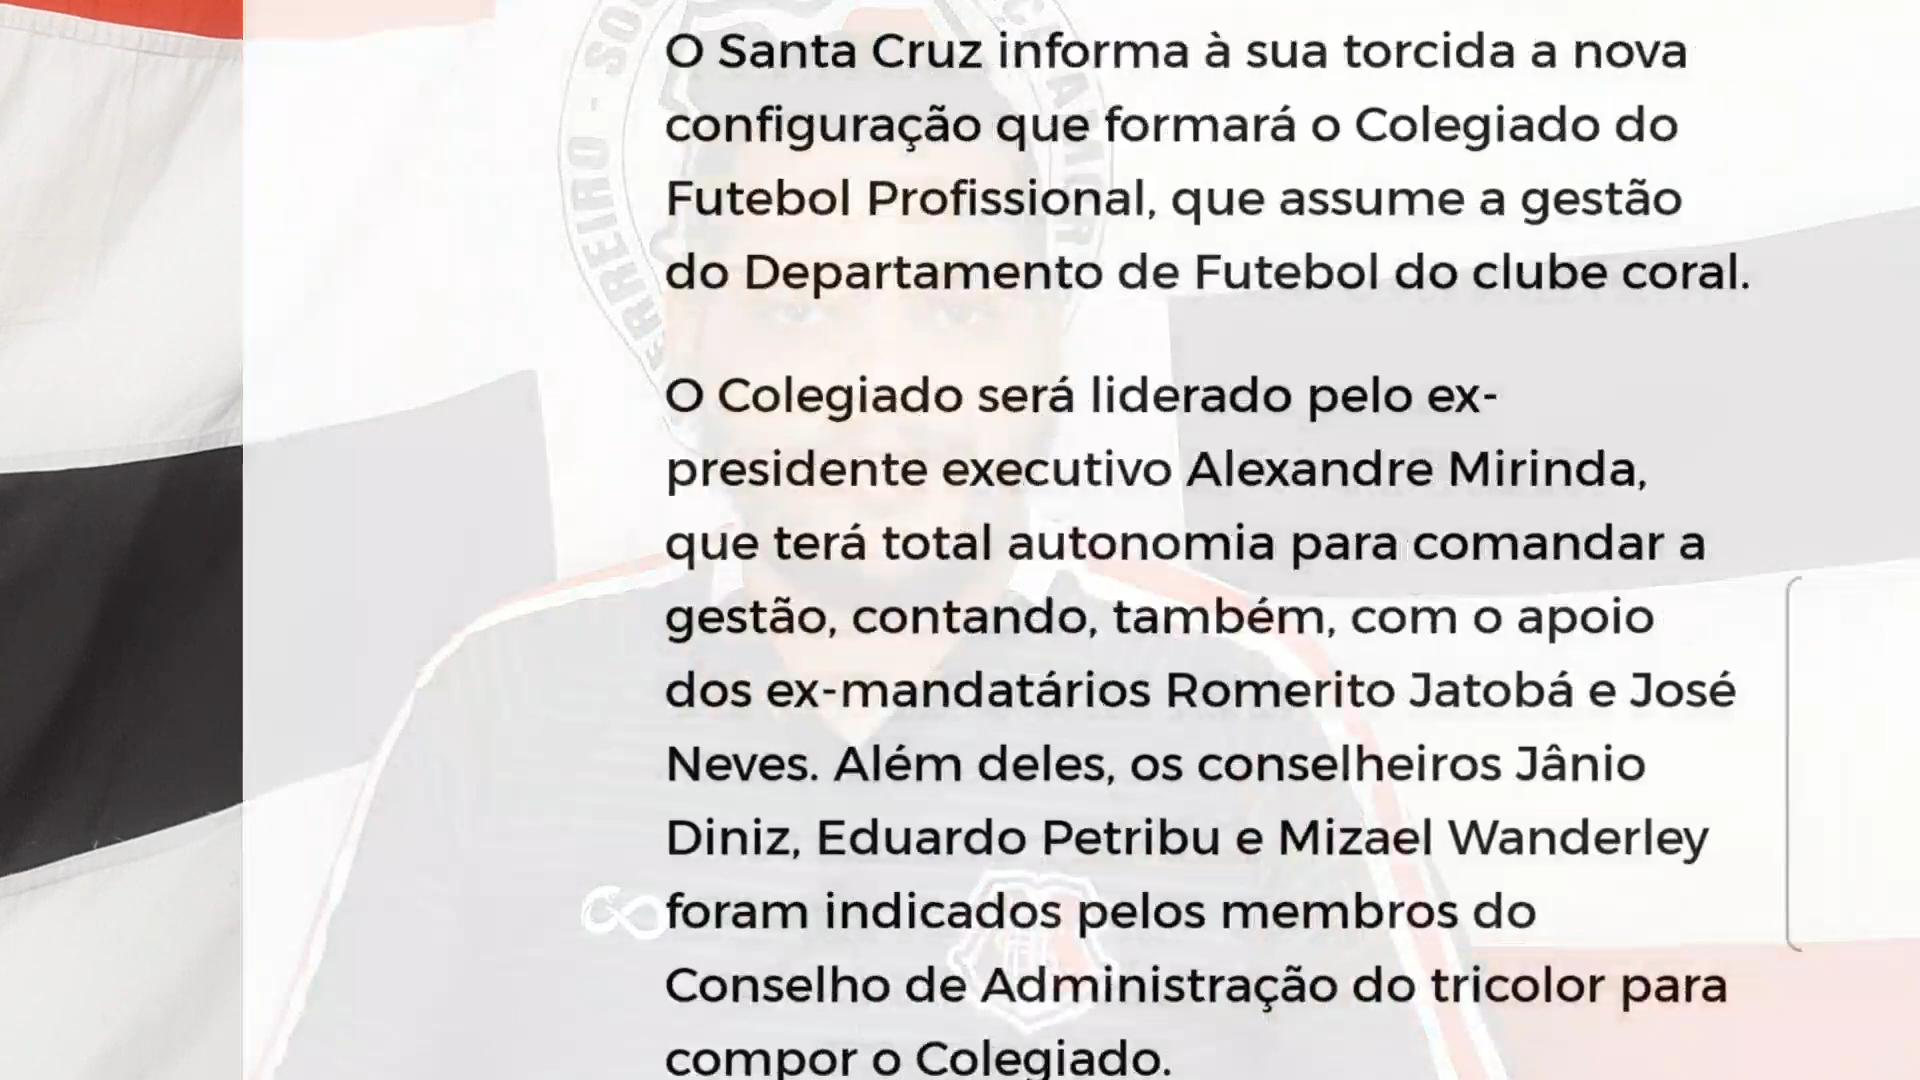 O Santa Cruz informa à sua torcida a nova
configuração que formará o Colegiado do
Futebol Profissional, que assume a gestão
do Departamento de Futebol do clube coral.
O Colegiado será liderado pelo ex-
presidente executivo Alexandre Mirinda,
que terá total autonomia para comandar a
gestão, contando, também, com o apoio
dos ex-mandatários Romerito Jatobá e José
Neves. Além deles, os conselheiros Jânio
Diniz, Eduardo Petribu e Mizael Wanderley
foram indicados pelos membros do
Conselho de Administração do tricolor para
compor o Colegiado.